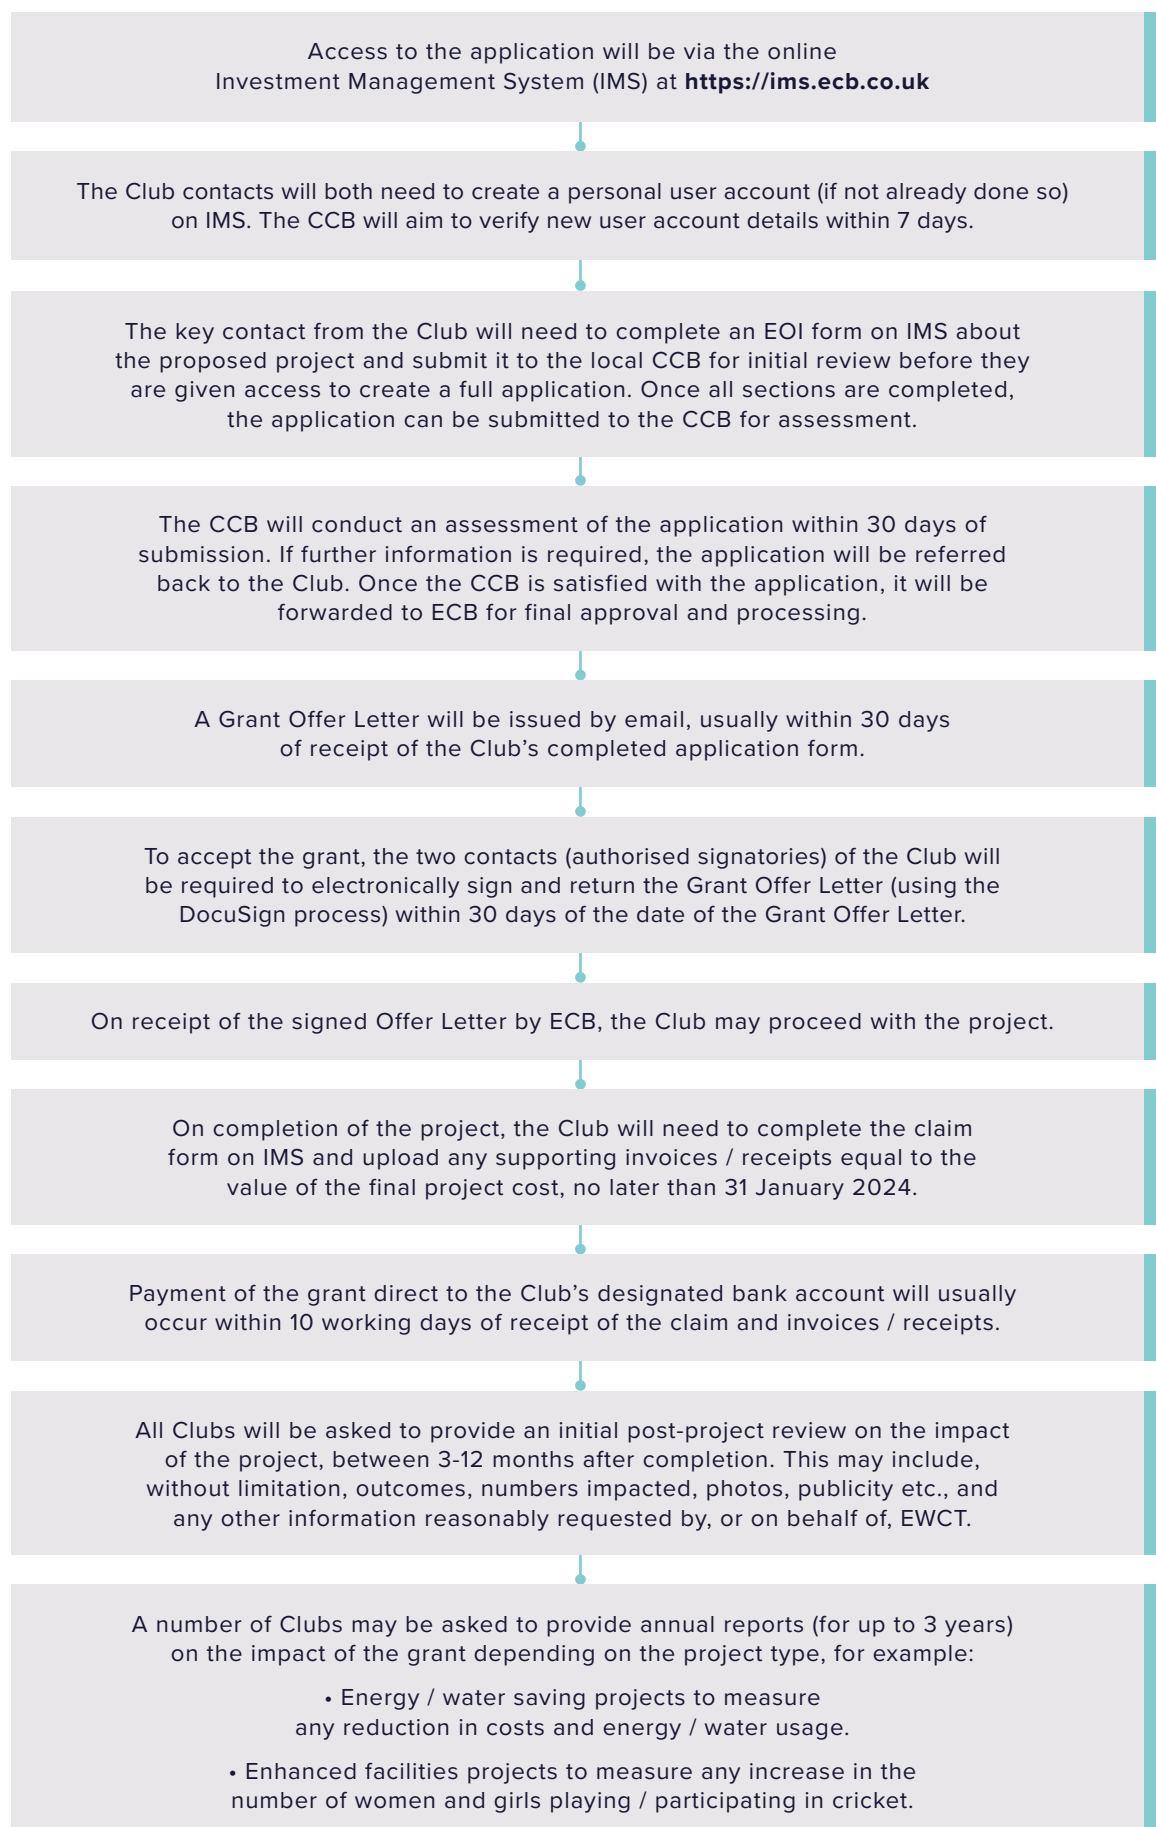 Access to the application will be via the online
Investment Management System (IMS) at https://ims.ecb.co.uk
The Club contacts will both need to create a personal user account (if not already done so)
on IMS. The CCB will aim to verify new user account details within 7 days.
The key contact from the Club will need to complete an EOI form on IMS about
the proposed project and submit it to the local CCB for initial review before they
are given access to create a full application. Once all sections are completed,
the application can be submitted to the CCB for assessment.
The CCB will conduct an assessment of the application within 30 days of
submission. If further information is required, the application will be referred
back to the Club. Once the CCB is satisfied with the application, it will be
forwarded to ECB for final approval and processing.
A Grant Offer Letter will be issued by email, usually within 30 days
of receipt of the Club’s completed application form.
To accept the grant, the two contacts (authorised signatories) of the Club will
be required to electronically sign and return the Grant Offer Letter (using the
DocuSign process) within 30 days of the date of the Grant Offer Letter.
On receipt of the signed Offer Letter by ECB, the Club may proceed with the project.
On completion of the project, the Club will need to complete the claim
form on IMS and upload any supporting invoices / receipts equal to the
value of the final project cost, no later than 31 January 2024.
Payment of the grant direct to the Club’s designated bank account will usually
occur within 10 working days of receipt of the claim and invoices / receipts.
All Clubs will be asked to provide an initial post-project review on the impact
of the project, between 3-12 months after completion. This may include,
without limitation, outcomes, numbers impacted, photos, publicity etc., and
any other information reasonably requested by, or on behalf of, EWCT.
A number of Clubs may be asked to provide annual reports (for up to 3 years)
on the impact of the grant depending on the project type, for example:
• Energy / water saving projects to measure
any reduction in costs and energy / water usage.
• Enhanced facilities projects to measure any increase in the
number of women and girls playing / participating in cricket.